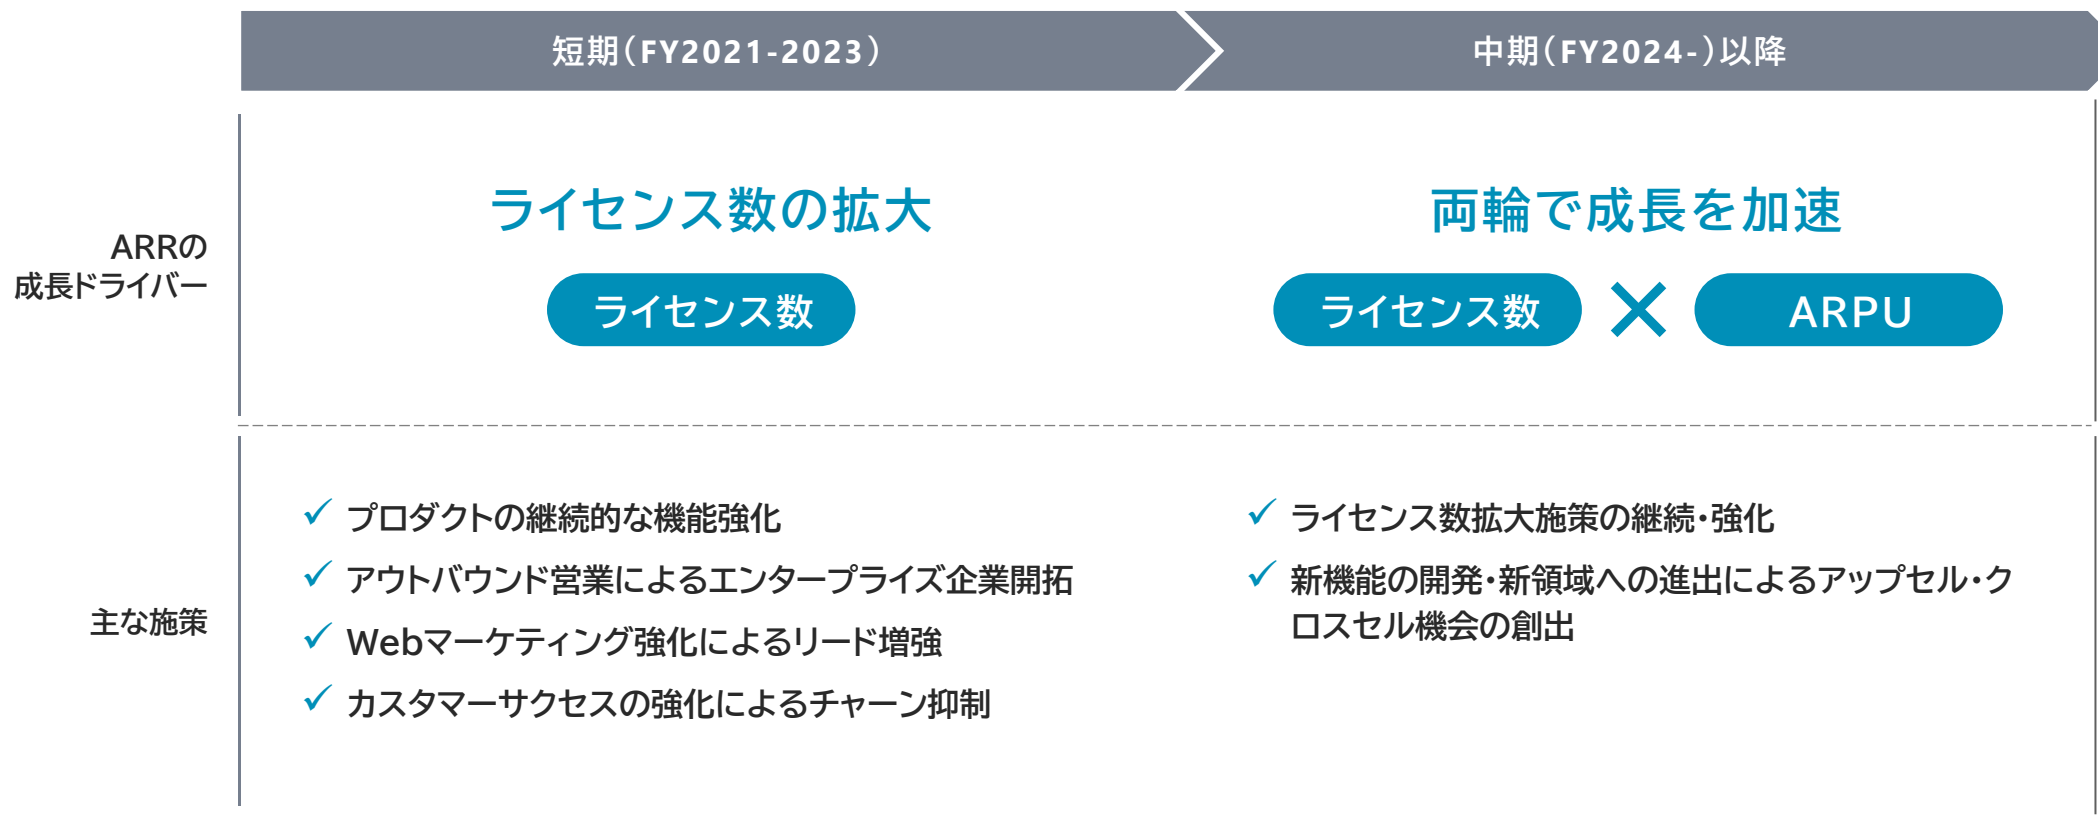 短期（FY2021-2023）
中期（FY2024-）以降
ARRの
成長ドライバー
ライセンス数の拡大
ライセンス数
両輪で成長を加速
ライセンス数 × ARPU
主な施策
✓ プロダクトの継続的な機能強化
✓ アウトバウンド営業によるエンタープライズ企業開拓
✓ Webマーケティング強化によるリード増強
✓ カスタマーサクセスの強化によるチャーン抑制
✓ ライセンス数拡大施策の継続・強化
✓ 新機能の開発・新領域への進出によるアップセル・ク
ロスセル機会の創出